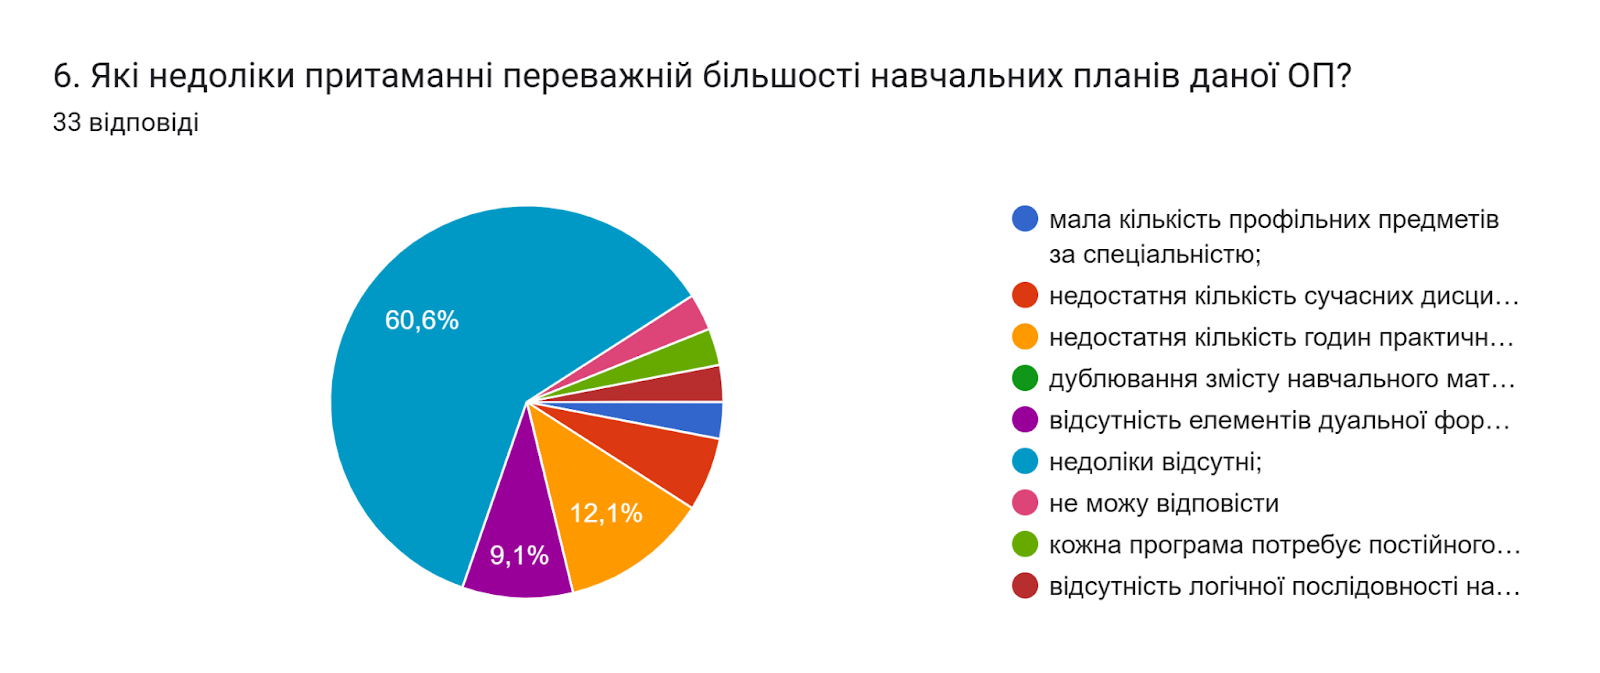 6. Які недоліки притаманні переважній більшості навчальних планів даної ОП?
33 відповіді
60,6%
12,1%
9,1%
мала кількість профільних предметів
за спеціальністю;
недостатня кількість сучасних дисци...
недостатня кількість годин практичн...
дублювання змісту навчального мат...
відсутність елементів дуальної фор...
недоліки відсутні;
не можу відповісти
кожна програма потребує постійного...
відсутність логічної послідовності на...